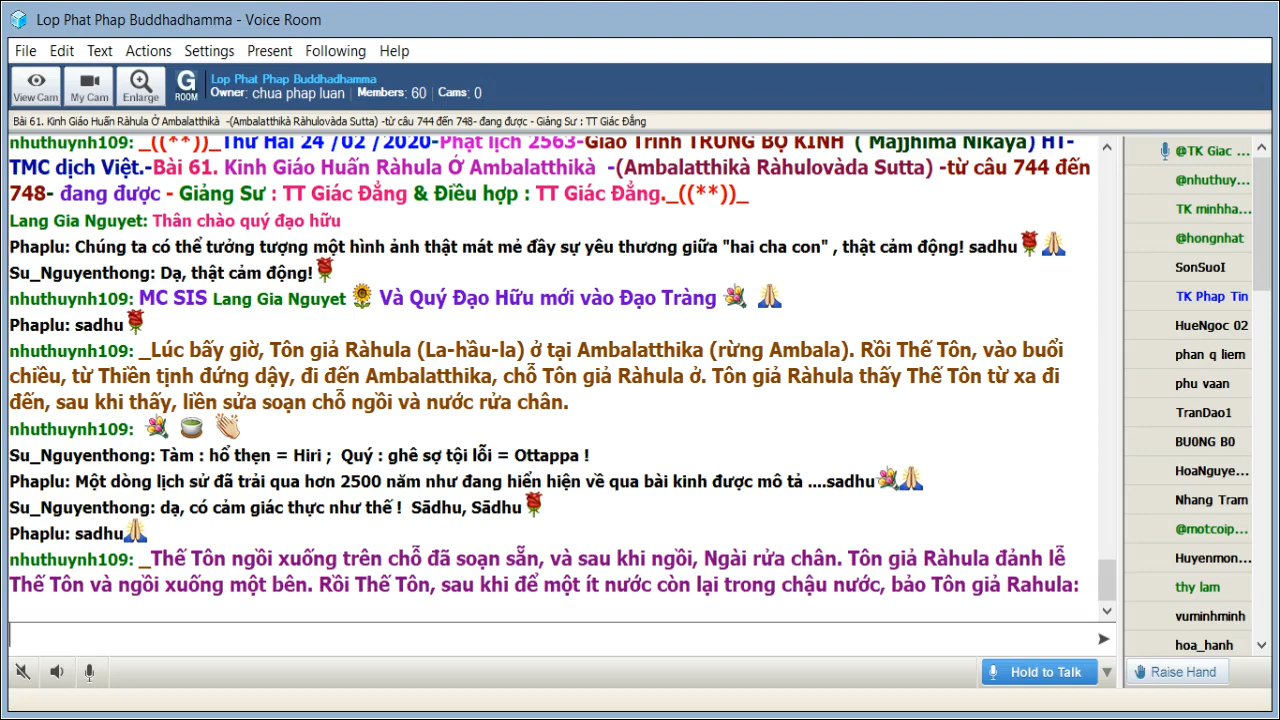 Lop Phat Phap Buddhadhamma - Voice Room
File Edit Text Actions Settings Present Following Help
View Cam My Cam Enlarge G ROOM
Lop Phat Phap Buddhadhamma
Owner: chua phap luan | Members: 60 | Cams: 0
Bài 61. Kinh Giáo Huấn Ràhula Ở Ambalatthikà -(Ambalatthikà Ràhulovàda Sutta) -từ câu 744 đến 748- đang được - Giảng Sư : TT Giác Đẳng
nhuthuynh109: _((**))_Thứ Hai 24 /02 /2020-Phật lịch 2563-Giáo Trình TRUNG BỘ KINH ( Majjhima Nikaya) HT-
TMC dịch Việt.-Bài 61. Kinh Giáo Huấn Ràhula Ở Ambalatthikà -(Ambalatthikà Ràhulovàda Sutta) -từ câu 744 đến
748- đang được - Giảng Sư : TT Giác Đẳng & Điều hợp : TT Giác Đẳng._((**))_
Lang Gia Nguyet: Thân chào quý đạo hữu
Phaplu: Chúng ta có thể tưởng tượng một hình ảnh thật mát mẻ đầy sự yêu thương giữa "hai cha con" , thật cảm động! sadhu
Su_Nguyenthong: Dạ, thật cảm động!
nhuthuynh109: MC SIS Lang Gia Nguyet Và Quý Đạo Hữu mới vào Đạo Tràng
Phaplu: sadhu
nhuthuynh109: _Lúc bấy giờ, Tôn giả Ràhula (La-hầu-la) ở tại Ambalatthika (rừng Ambala). Rồi Thế Tôn, vào buổi
chiều, từ Thiền tịnh đứng dậy, đi đến Ambalatthika, chỗ Tôn giả Ràhula ở. Tôn giả Ràhula thấy Thế Tôn từ xa đi
đến, sau khi thấy, liền sửa soạn chỗ ngồi và nước rửa chân.
nhuthuynh109:
Su_Nguyenthong: Tàm : hổ thẹn = Hiri ; Quý : ghê sợ tội lỗi = Ottappa !
Phaplu: Một dòng lịch sử đã trải qua hơn 2500 năm như đang hiển hiện về qua bài kinh được mô tả ....sadhu
Su_Nguyenthong: dạ, có cảm giác thực như thế ! Sādhu, Sādhu
Phaplu: sadhu
nhuthuynh109: _Thế Tôn ngồi xuống trên chỗ đã soạn sẵn, và sau khi ngồi, Ngài rửa chân. Tôn giả Ràhula đảnh lễ
Thế Tôn và ngồi xuống một bên. Rồi Thế Tôn, sau khi để một ít nước còn lại trong chậu nước, bảo Tôn giả Rahula:
@TK Giac ...
@nhuthuy...
TK minhha...
@hongnhat
SonSuoI
TK Phap Tin
HueNgoc 02
phan q liem
phu vaan
TranDao1
BU0NG B0
HoaNguye...
Nhang Tram
@motcoip...
Huyenmon...
thy lam
vuminhminh
hoa_hanh
Hold to Talk
Raise Hand